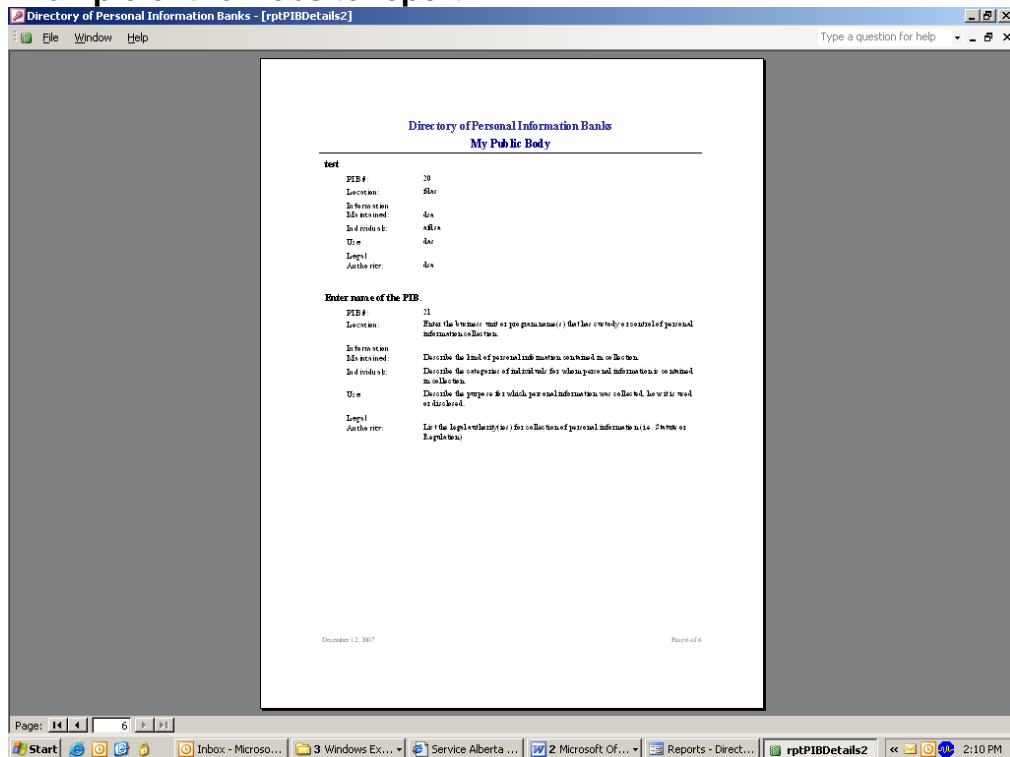 Directory of Personal Information Banks - [rptPIBDetails2]
File Window Help Type a question for help
Directory of Personal Information Banks
My Public Body
test
PIB#: 20
Location:
Information
Maintained: dsa
Individuals:
Use das
Legal
Authority: dsa
Enter name of the PIB.
PIB#: 21
Location: Enter the business unit or program name(s) that has custody or control of personal
information collection.
Information
Maintained: Describe the kind of personal information contained in collection.
Individuals: Describe the categories of individuals for whom personal information is contained
in collection.
Use Describe the purpose for which personal information was collected, how it is used
or disclosed.
Legal
Authority: List the legal authority(ies) for collection of personal information (i.e. Statute or
Regulation)
December 12, 2007 Page 6 of 6
Page: 6
Start Inbox - Microso... 3 Windows Ex... Service Alberta ... 2 Microsoft Of... Reports - Direct... rptPIBDetails2 2:10 PM